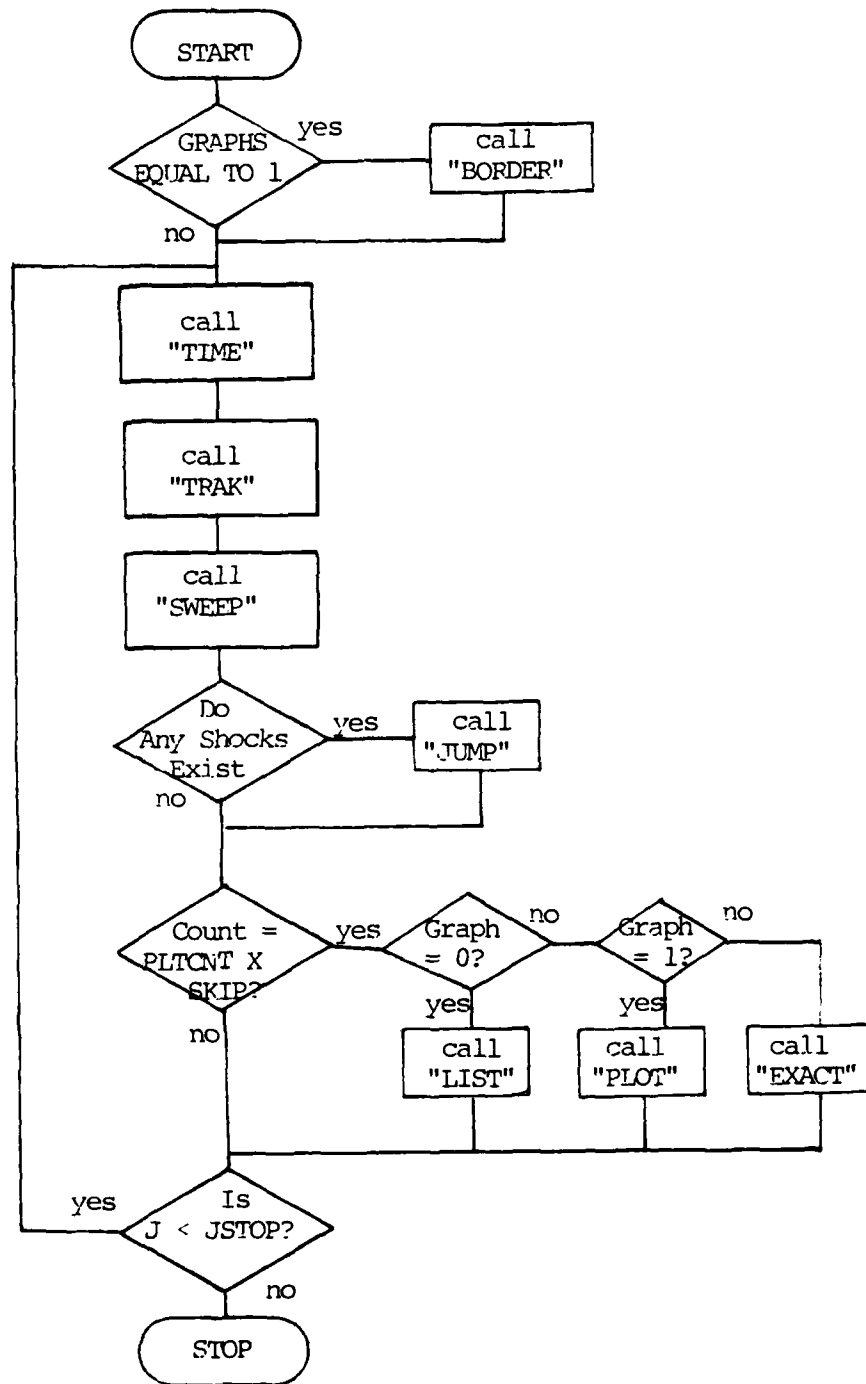 START
GRAPHS
EQUAL TO 1
yes
call
"BORDER"
no
call
"TIME"
call
"TRAK"
call
"SWEEP"
Do
Any Shocks
Exist
yes
call
"JUMP"
no
Count =
PLTCNT X
SKIP?
yes
Graph
= 0?
no
Graph
= 1?
no
yes
yes
no
call
"LIST"
call
"PLOT"
call
"EXACT"
yes
Is
J < JSTOP?
no
STOP